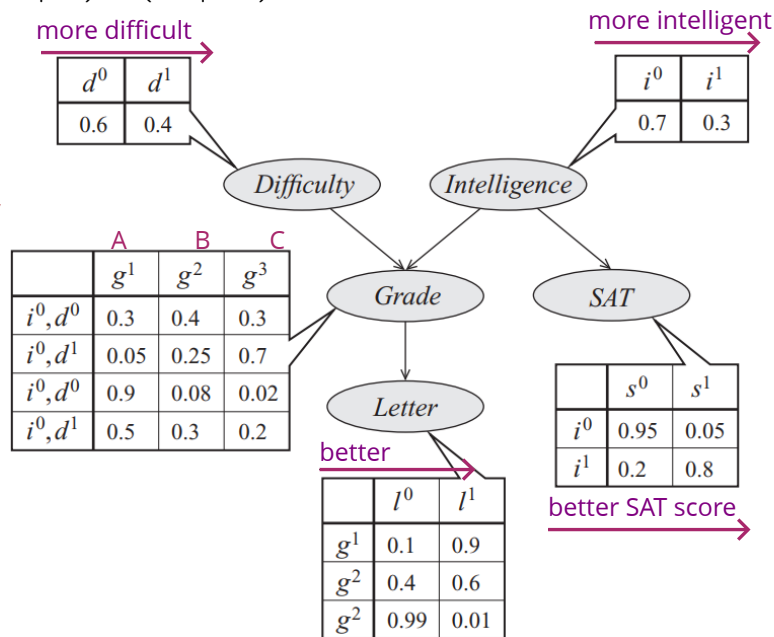 more difficult
more intelligent
d⁰ d¹
0.6 0.4
i⁰ i¹
0.7 0.3
Difficulty
Intelligence
A B C
g¹ g² g³
i⁰,d⁰ 0.3 0.4 0.3
i⁰,d¹ 0.05 0.25 0.7
i⁰,d⁰ 0.9 0.08 0.02
i⁰,d¹ 0.5 0.3 0.2
Grade
SAT
Letter
s⁰ s¹
i⁰ 0.95 0.05
i¹ 0.2 0.8
better SAT score
better
l⁰ l¹
g¹ 0.1 0.9
g² 0.4 0.6
g² 0.99 0.01